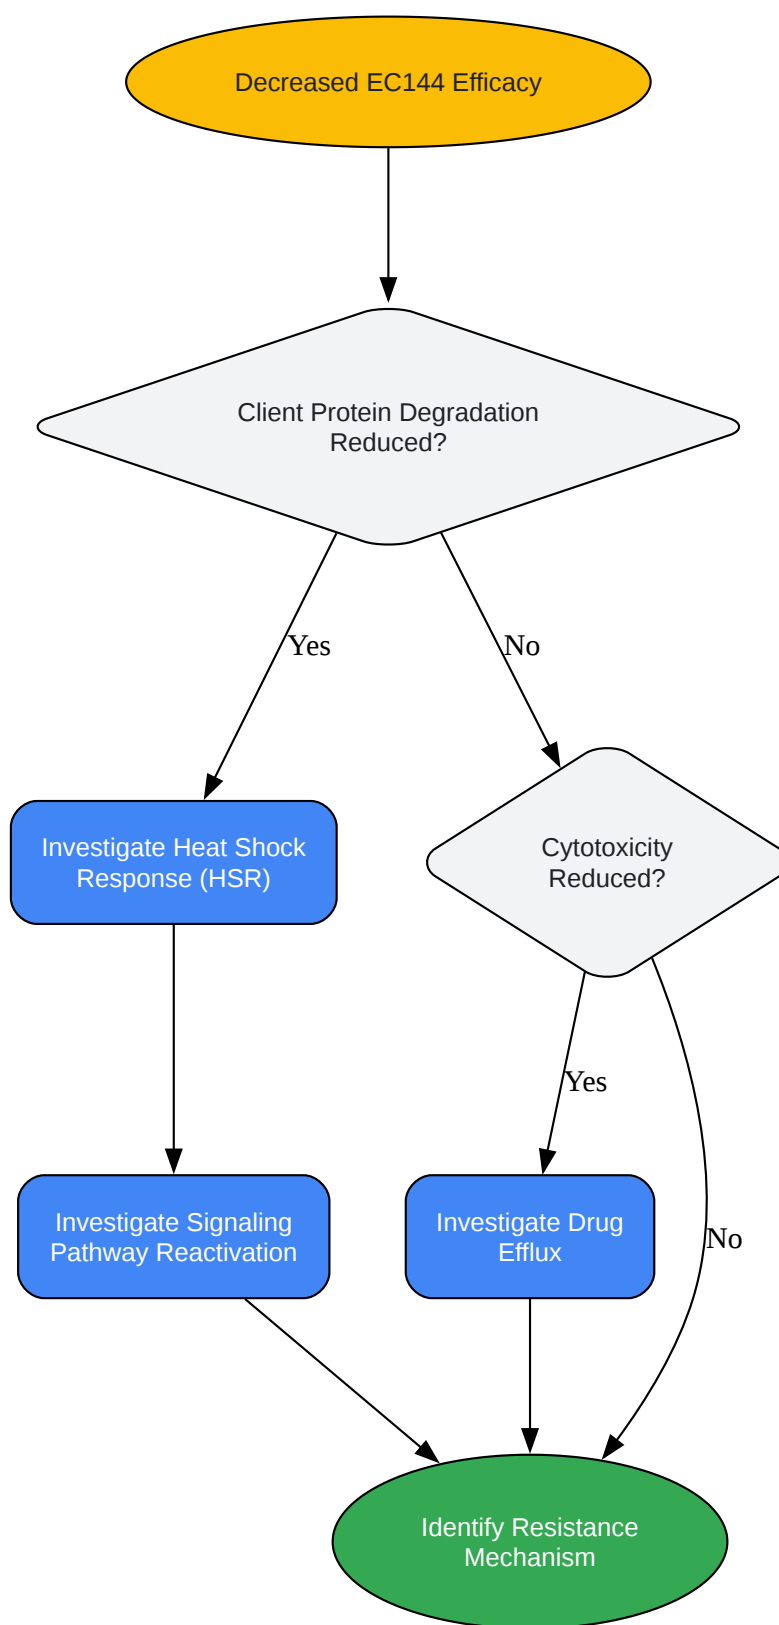 Decreased EC144 Efficacy
Client Protein Degradation
Reduced?
Yes
No
Investigate Heat Shock
Response (HSR)
Cytotoxicity
Reduced?
Yes
Investigate Signaling
Pathway Reactivation
Investigate Drug
Efflux
No
Identify Resistance
Mechanism